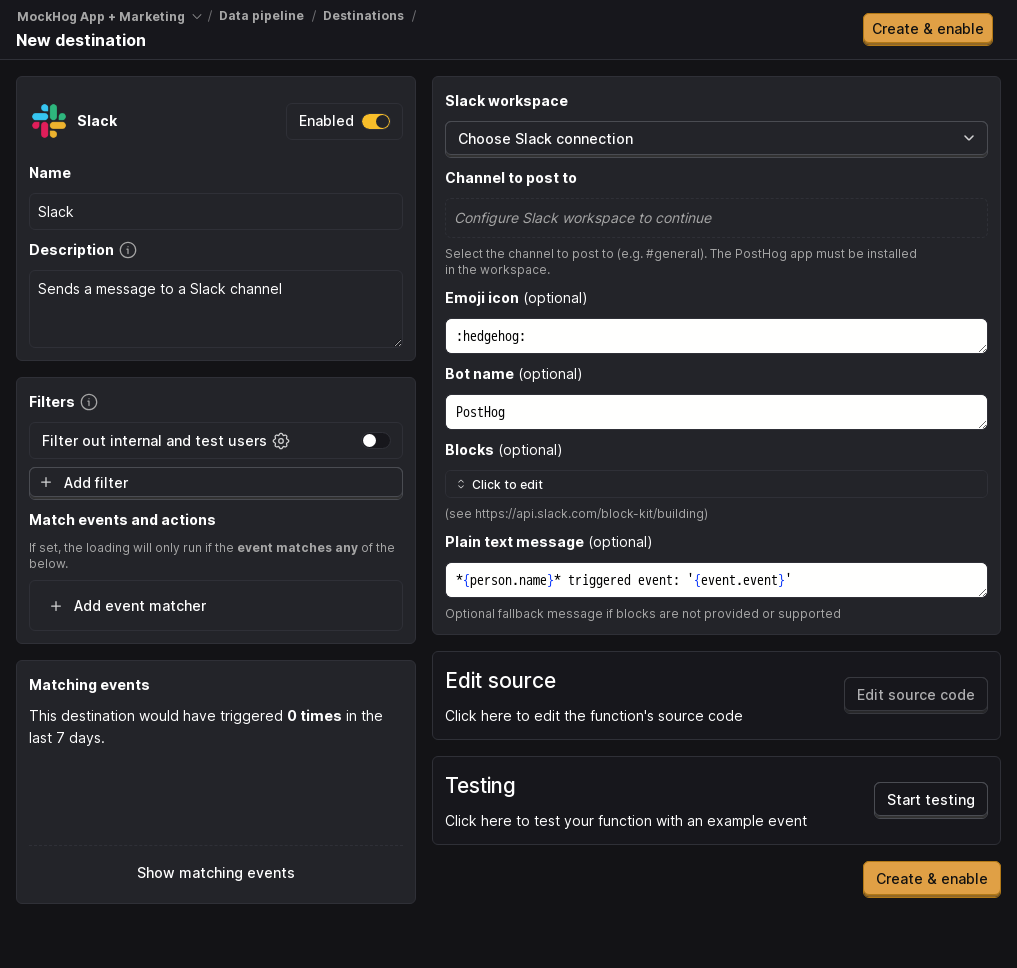 MockHog App + Marketing / Data pipeline / Destinations /
New destination
Create & enable
Slack
Enabled
Name
Slack
Description
Sends a message to a Slack channel
Filters
Filter out internal and test users
Add filter
Match events and actions
If set, the loading will only run if the event matches any of the
below.
Add event matcher
Matching events
This destination would have triggered 0 times in the
last 7 days.
Show matching events
Slack workspace
Choose Slack connection
Channel to post to
Configure Slack workspace to continue
Select the channel to post to (e.g. #general). The PostHog app must be installed
in the workspace.
Emoji icon (optional)
:hedgehog:
Bot name (optional)
PostHog
Blocks (optional)
Click to edit
(see https://api.slack.com/block-kit/building)
Plain text message (optional)
*{person.name}* triggered event: '{event.event}'
Optional fallback message if blocks are not provided or supported
Edit source
Click here to edit the function's source code
Edit source code
Testing
Click here to test your function with an example event
Start testing
Create & enable